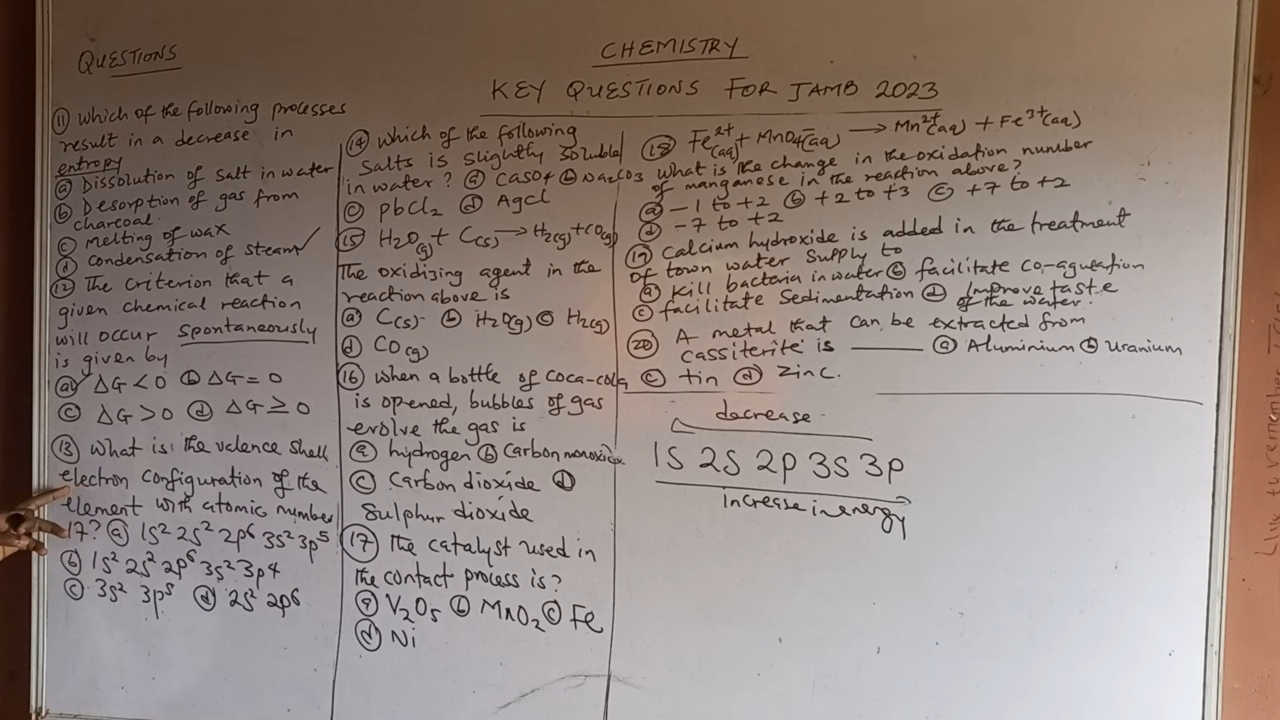 QUESTIONS
CHEMISTRY
KEY QUESTIONS FOR JAMB 2023
⑪ which of the following processes
result in a decrease in
entropy
ⓐ Dissolution of salt in water
ⓑ Desorption of gas from
charcoal.
ⓒ Melting of wax
ⓓ condensation of steam ✓
⑫ The criterion that a
given chemical reaction
will occur spontaneously
is given by
ⓐ ΔG < 0 ⓑ ΔG = 0
ⓒ ΔG > 0 ⓓ ΔG ≥ 0
⑬ what is the valence shell
electron configuration of the
element with atomic number
17? ⓐ 1s² 2s² 2p⁶ 3s² 3p⁵
ⓑ 1s² 2s² 2p⁶ 3s² 3p4
ⓒ 3s² 3p⁵ ⓓ 2s² 2p⁶
⑭ which of the following
Salts is slightly soluble
in water? ⓐ CaSO4 ⓑ Na2CO3
ⓒ pbCl2 ⓓ Agcl
⑮ H2O(g) + C(s) → H2(g) + CO(g)
The oxidizing agent in the
reaction above is
ⓐ C(s) ⓑ H2O(g) ⓒ H2(g)
ⓓ CO(g)
⑯ when a bottle of coca-cola
is opened, bubbles of gas
evolve the gas is
ⓐ hydrogen ⓑ Carbon monoxide
ⓒ Carbon dioxide ⓓ
Sulphur dioxide
⑰ The catalyst used in
the contact process is?
ⓐ V2O5 ⓑ MnO2 ⓒ Fe
ⓓ Ni
⑱ Fe²⁺(aq) + MnO4⁻(aq) → Mn²⁺(aq) + Fe³⁺(aq)
what is the change in the oxidation number
of manganese in the reaction above?
ⓐ -1 to +2 ⓑ +2 to +3 ⓒ +7 to +2
ⓓ -7 to +2
⑲ Calcium hydroxide is added in the treatment
of town water supply to
ⓐ Kill bacteria in water ⓑ facilitate co-agutation
ⓒ facilitate Sedimentation ⓓ Improve taste
of the water.
⑳ A metal that can be extracted from
cassiterite is ______ ⓐ Aluminium ⓑ uranium
ⓒ tin ⓓ Zinc.
decrease
1S 2S 2p 3S 3p
increase in energy